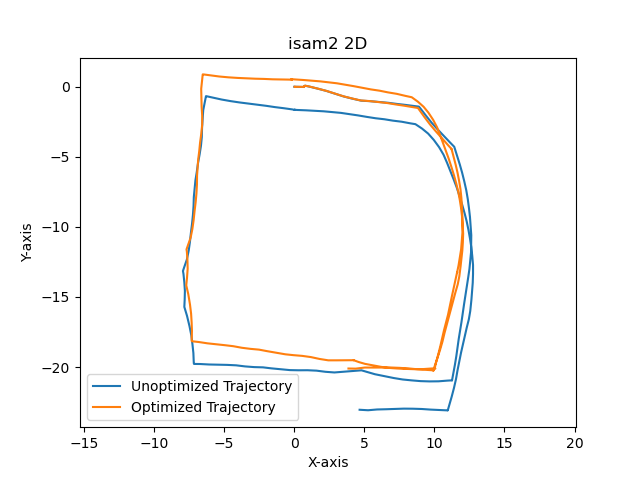 isam2 2D
Y-axis
0
−5
−10
−15
−20
Unoptimized Trajectory
Optimized Trajectory
−15 −10 −5 0 5 10 15 20
X-axis